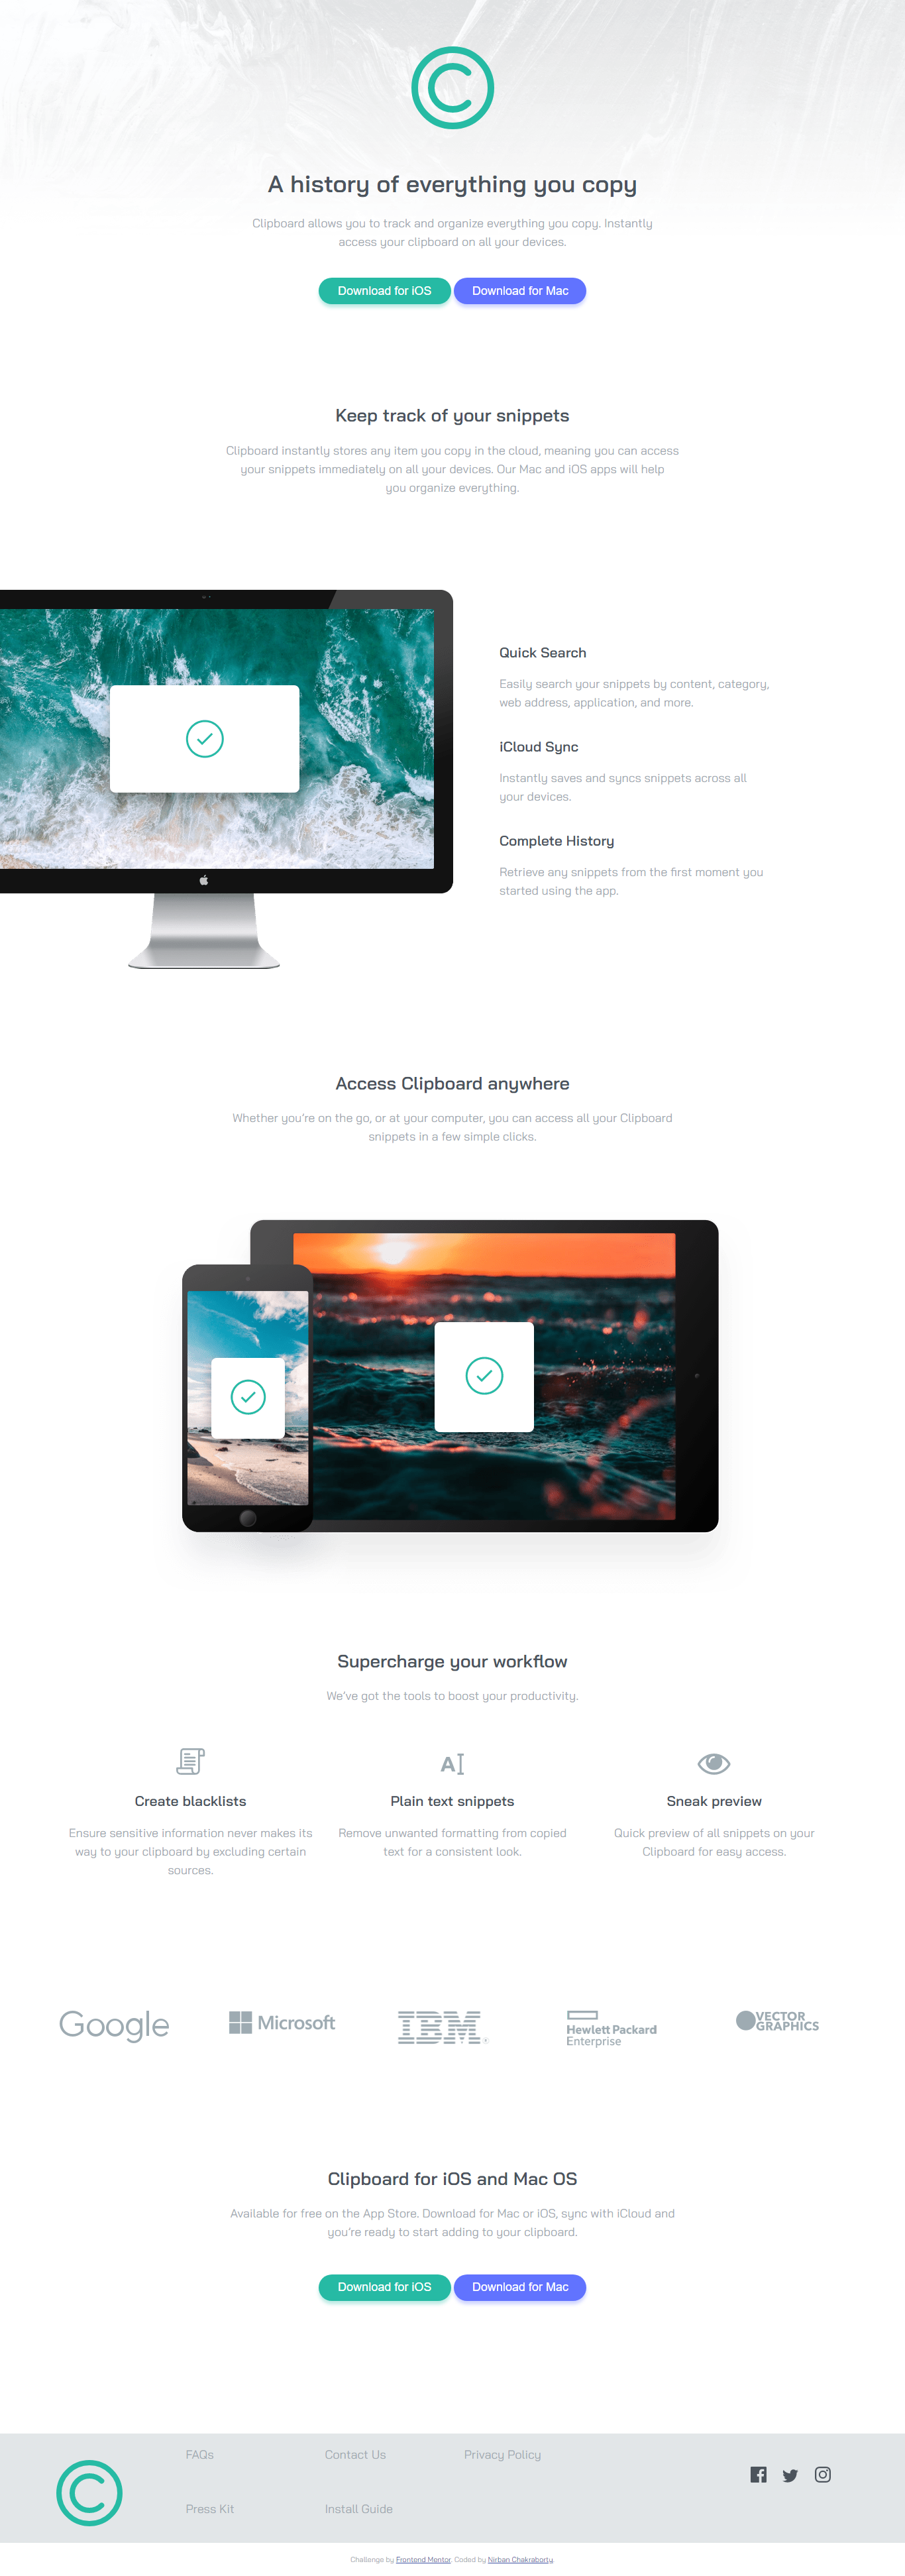 A history of everything you copy
Clipboard allows you to track and organize everything you copy. Instantly
access your clipboard on all your devices.
Download for iOS
Download for Mac
Keep track of your snippets
Clipboard instantly stores any item you copy in the cloud, meaning you can access
your snippets immediately on all your devices. Our Mac and iOS apps will help
you organize everything.
Quick Search
Easily search your snippets by content, category,
web address, application, and more.
iCloud Sync
Instantly saves and syncs snippets across all
your devices.
Complete History
Retrieve any snippets from the first moment you
started using the app.
Access Clipboard anywhere
Whether you're on the go, or at your computer, you can access all your Clipboard
snippets in a few simple clicks.
Supercharge your workflow
We've got the tools to boost your productivity.
Create blacklists
Ensure sensitive information never makes its
way to your clipboard by excluding certain
sources.
Plain text snippets
Remove unwanted formatting from copied
text for a consistent look.
Sneak preview
Quick preview of all snippets on your
Clipboard for easy access.
Google
Microsoft
IBM
Hewlett Packard
Enterprise
VECTOR
GRAPHICS
Clipboard for iOS and Mac OS
Available for free on the App Store. Download for Mac or iOS, sync with iCloud and
you're ready to start adding to your clipboard.
Download for iOS
Download for Mac
FAQs
Contact Us
Privacy Policy
Press Kit
Install Guide
Challenge by Frontend Mentor. Coded by Nirban Chakraborty.